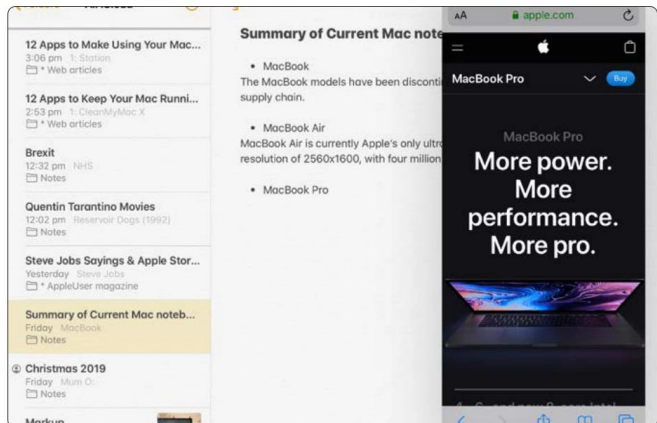 12 Apps to Make Using Your Mac...
3:06 pm 1: Station
* Web articles
12 Apps to Keep Your Mac Runni...
2:53 pm 1: CleanMyMac X
* Web articles
Brexit
12:32 pm NHS
Notes
Quentin Tarantino Movies
12:02 pm Reservoir Dogs (1992)
Notes
Steve Jobs Sayings & Apple Stor...
Yesterday Steve Jobs
* AppleUser magazine
Summary of Current Mac noteb...
Friday MacBook
Notes
Christmas 2019
Friday Mum O:
Notes
Markup
Summary of Current Mac note
• MacBook
The MacBook models have been disconti
supply chain.
• MacBook Air
MacBook Air is currently Apple's only ultr
resolution of 2560x1600, with four million
• MacBook Pro
AA apple.com
MacBook Pro Buy
MacBook Pro
More power.
More
performance.
More pro.